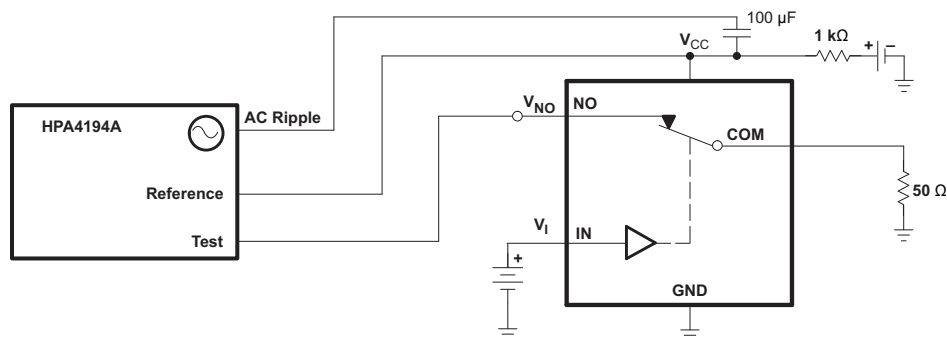 100 µF
V_CC
1 kΩ
+ −
HPA4194A
AC Ripple
V_NO
NO
COM
Reference
50 Ω
Test
V_I
IN
+
GND